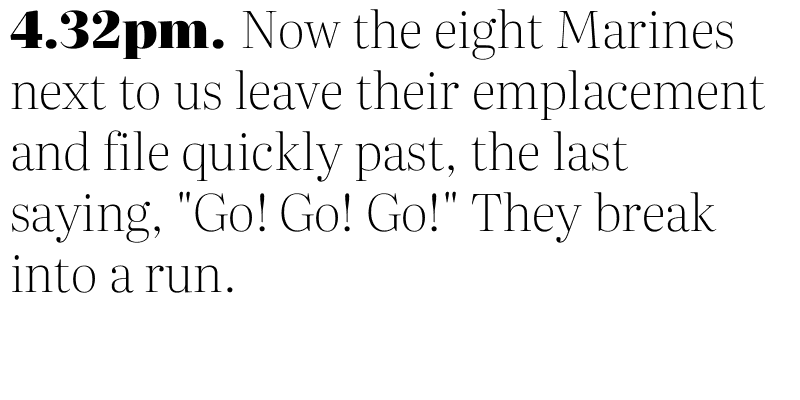 4.32pm. Now the eight Marines
next to us leave their emplacement
and file quickly past, the last
saying, "Go! Go! Go!" They break
into a run.